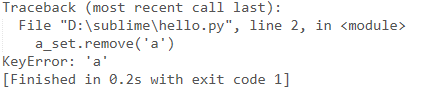 Traceback (most recent call last):
  File "D:\sublime\hello.py", line 2, in <module>
    a_set.remove('a')
KeyError: 'a'
[Finished in 0.2s with exit code 1]